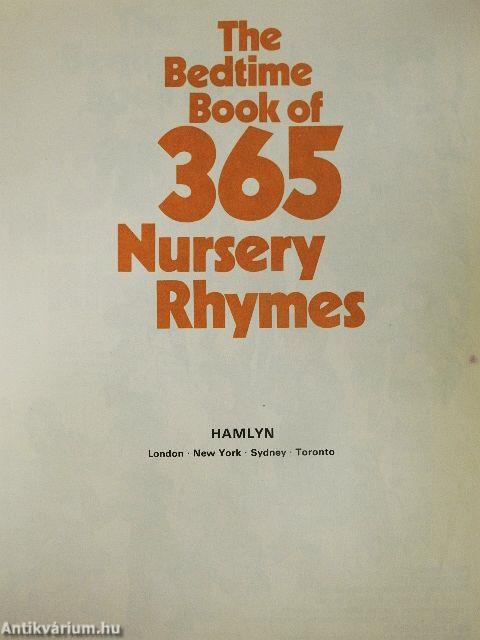 The
Bedtime
Book of
365
Nursery
Rhymes
HAMLYN
London · New York · Sydney · Toronto
Antikvárium.hu